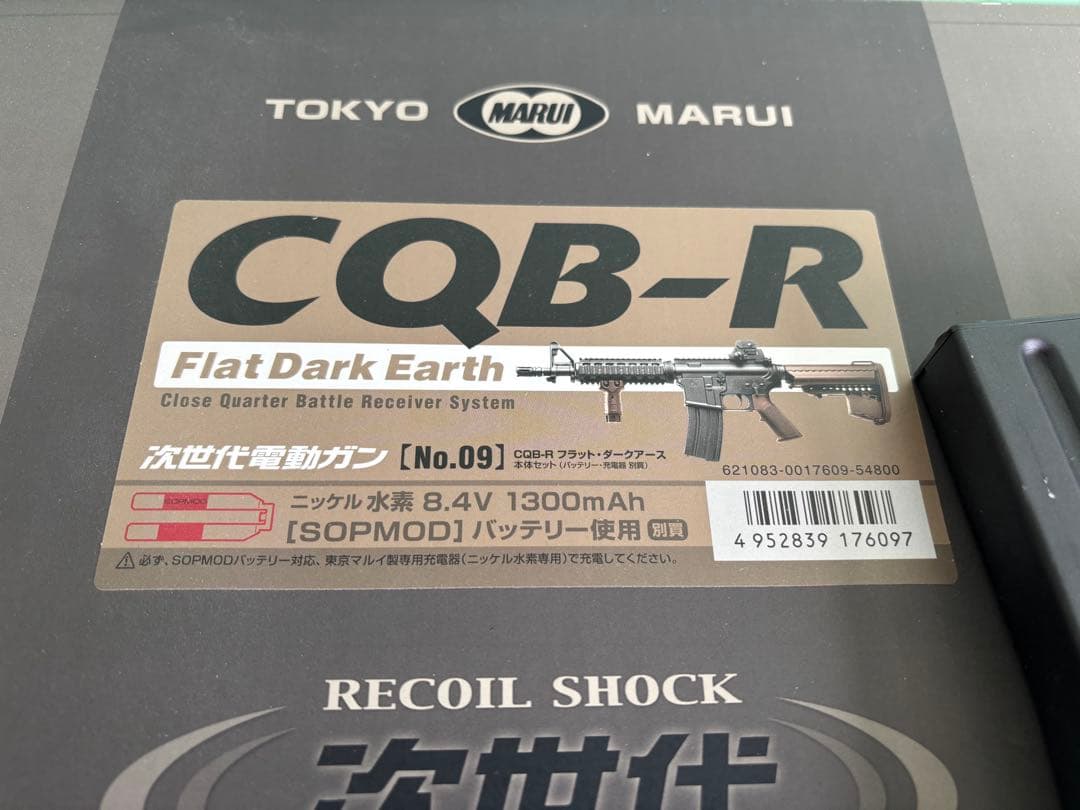 TOKYO MARUI MARUI
CQB-R
Flat Dark Earth
Close Quarter Battle Receiver System
次世代電動ガン [No.09] CQB-R フラット・ダークアース
本体セット (バッテリー・充電器 別買)
621083-0017609-54800
SOPMOD
ニッケル水素 8.4V 1300mAh
[SOPMOD] バッテリー使用 別買
4 952839 176097
必ず、SOPMODバッテリー対応、東京マルイ製専用充電器(ニッケル水素専用)で充電してください。
RECOIL SHOCK
次世代